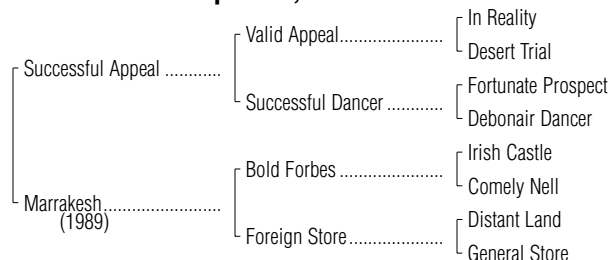 In Reality
Valid Appeal....................
Desert Trial
Successful Appeal ............
Fortunate Prospect
Successful Dancer ................
Debonair Dancer
Irish Castle
Bold Forbes ....................
Comely Nell
Marrakesh.........................
(1989)
Distant Land
Foreign Store....................
General Store